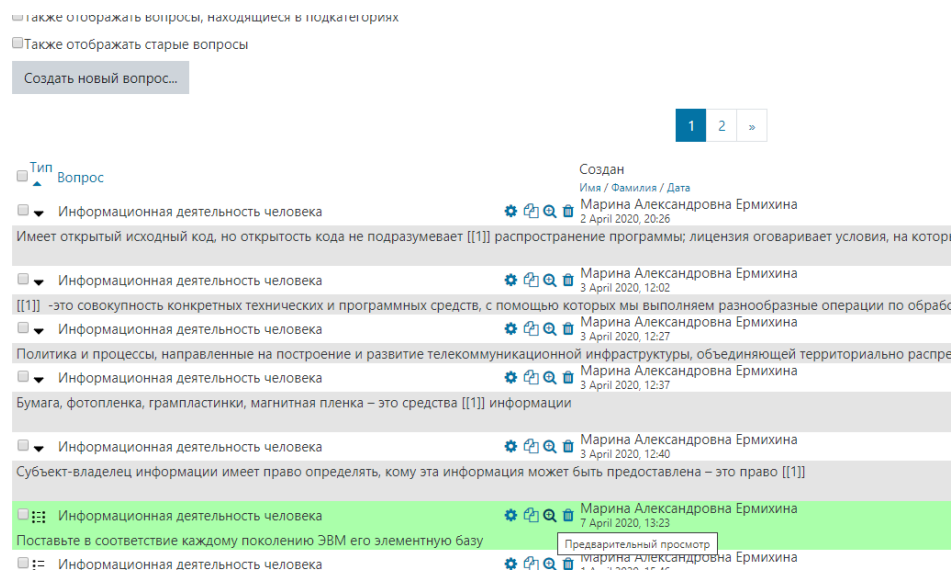 Также отображать вопросы, находящиеся в подкатегориях
Также отображать старые вопросы
Создать новый вопрос...
1 2 »
Тип Вопрос Создан
Имя / Фамилия / Дата
Информационная деятельность человека Марина Александровна Ермихина
2 April 2020, 20:26
Имеет открытый исходный код, но открытость кода не подразумевает [[1]] распространение программы; лицензия оговаривает условия, на которы
Информационная деятельность человека Марина Александровна Ермихина
3 April 2020, 12:02
[[1]] -это совокупность конкретных технических и программных средств, с помощью которых мы выполняем разнообразные операции по обрабо
Информационная деятельность человека Марина Александровна Ермихина
3 April 2020, 12:27
Политика и процессы, направленные на построение и развитие телекоммуникационной инфраструктуры, объединяющей территориально распре
Информационная деятельность человека Марина Александровна Ермихина
3 April 2020, 12:37
Бумага, фотопленка, грампластинки, магнитная пленка – это средства [[1]] информации
Информационная деятельность человека Марина Александровна Ермихина
3 April 2020, 12:40
Субъект-владелец информации имеет право определять, кому эта информация может быть предоставлена – это право [[1]]
Информационная деятельность человека Марина Александровна Ермихина
7 April 2020, 13:23
Поставьте в соответствие каждому поколению ЭВМ его элементную базу
Предварительный просмотр
Информационная деятельность человека Марина Александровна Ермихина